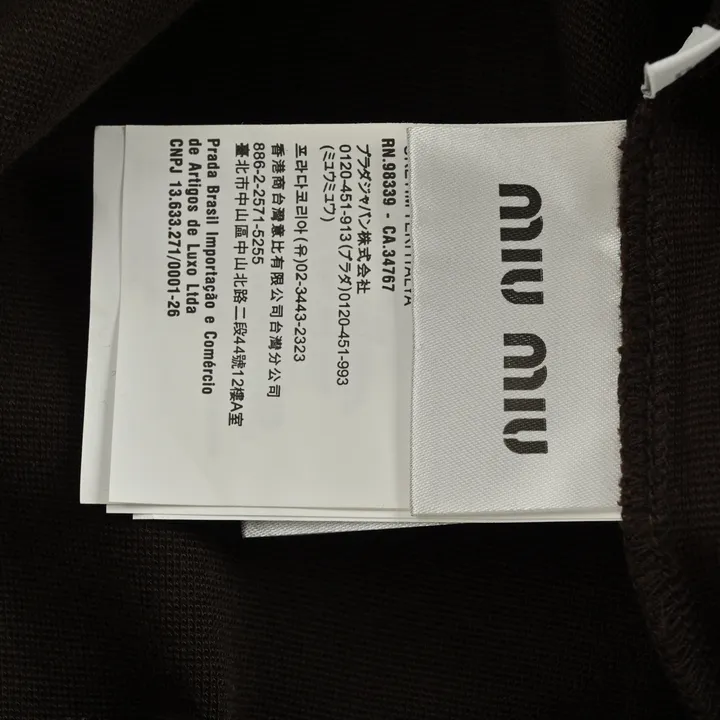 miu miu
RN.98339 - CA.34767
プラダジャパン株式会社
0120-451-913(プラダ)0120-451-993
(ミュウミュウ)
프라다코리아(유)02-3443-2323
香港商台灣意比有限公司台灣分公司
886-2-2571-5255
臺北市中山區中山北路二段44號12樓A室
Prada Brasil Importação e Comércio
de Artigos de Luxo Ltda
CNPJ 13.633.271/0001-26